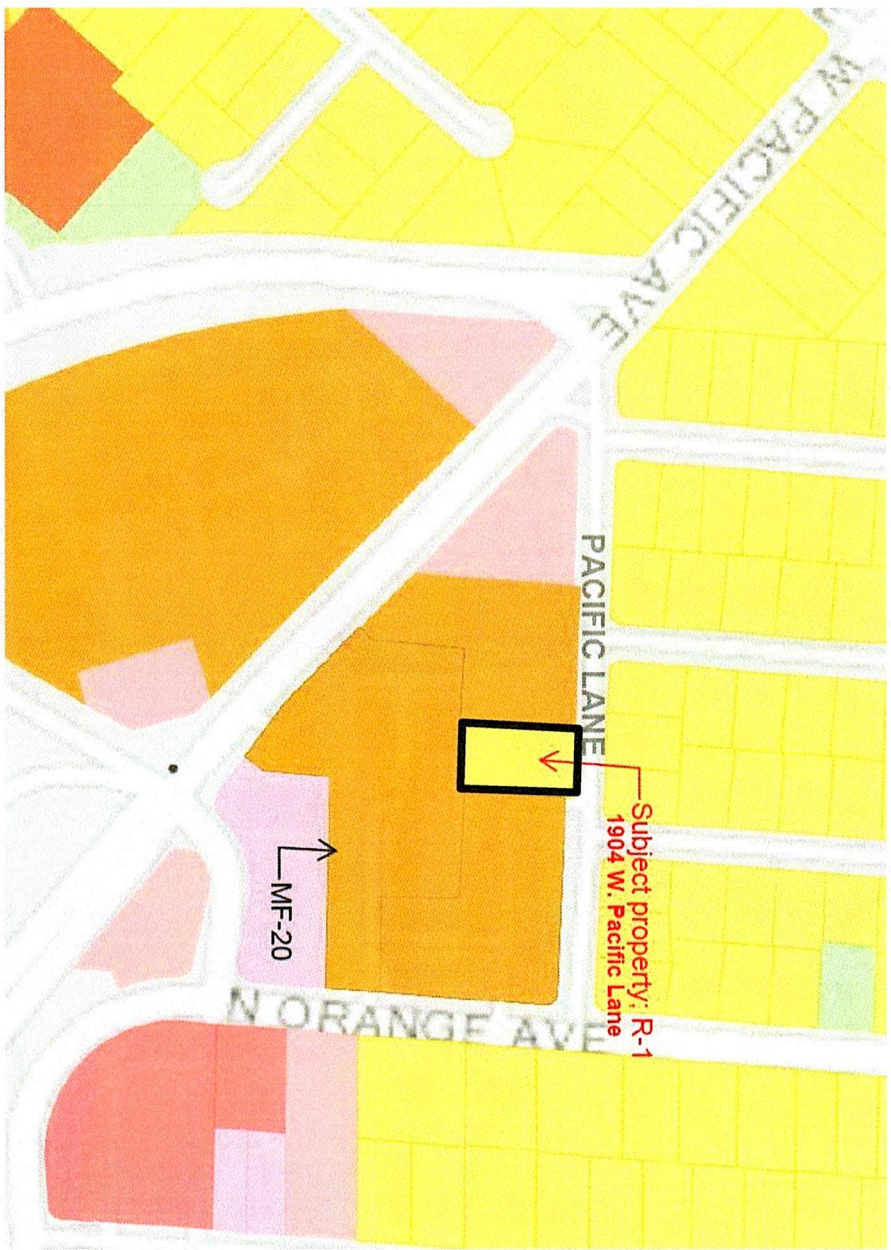 W PACIFIC AVE
PACIFIC LANE
Subject property: R-1
1904 W. Pacific Lane
MF-20
N ORANGE AVE